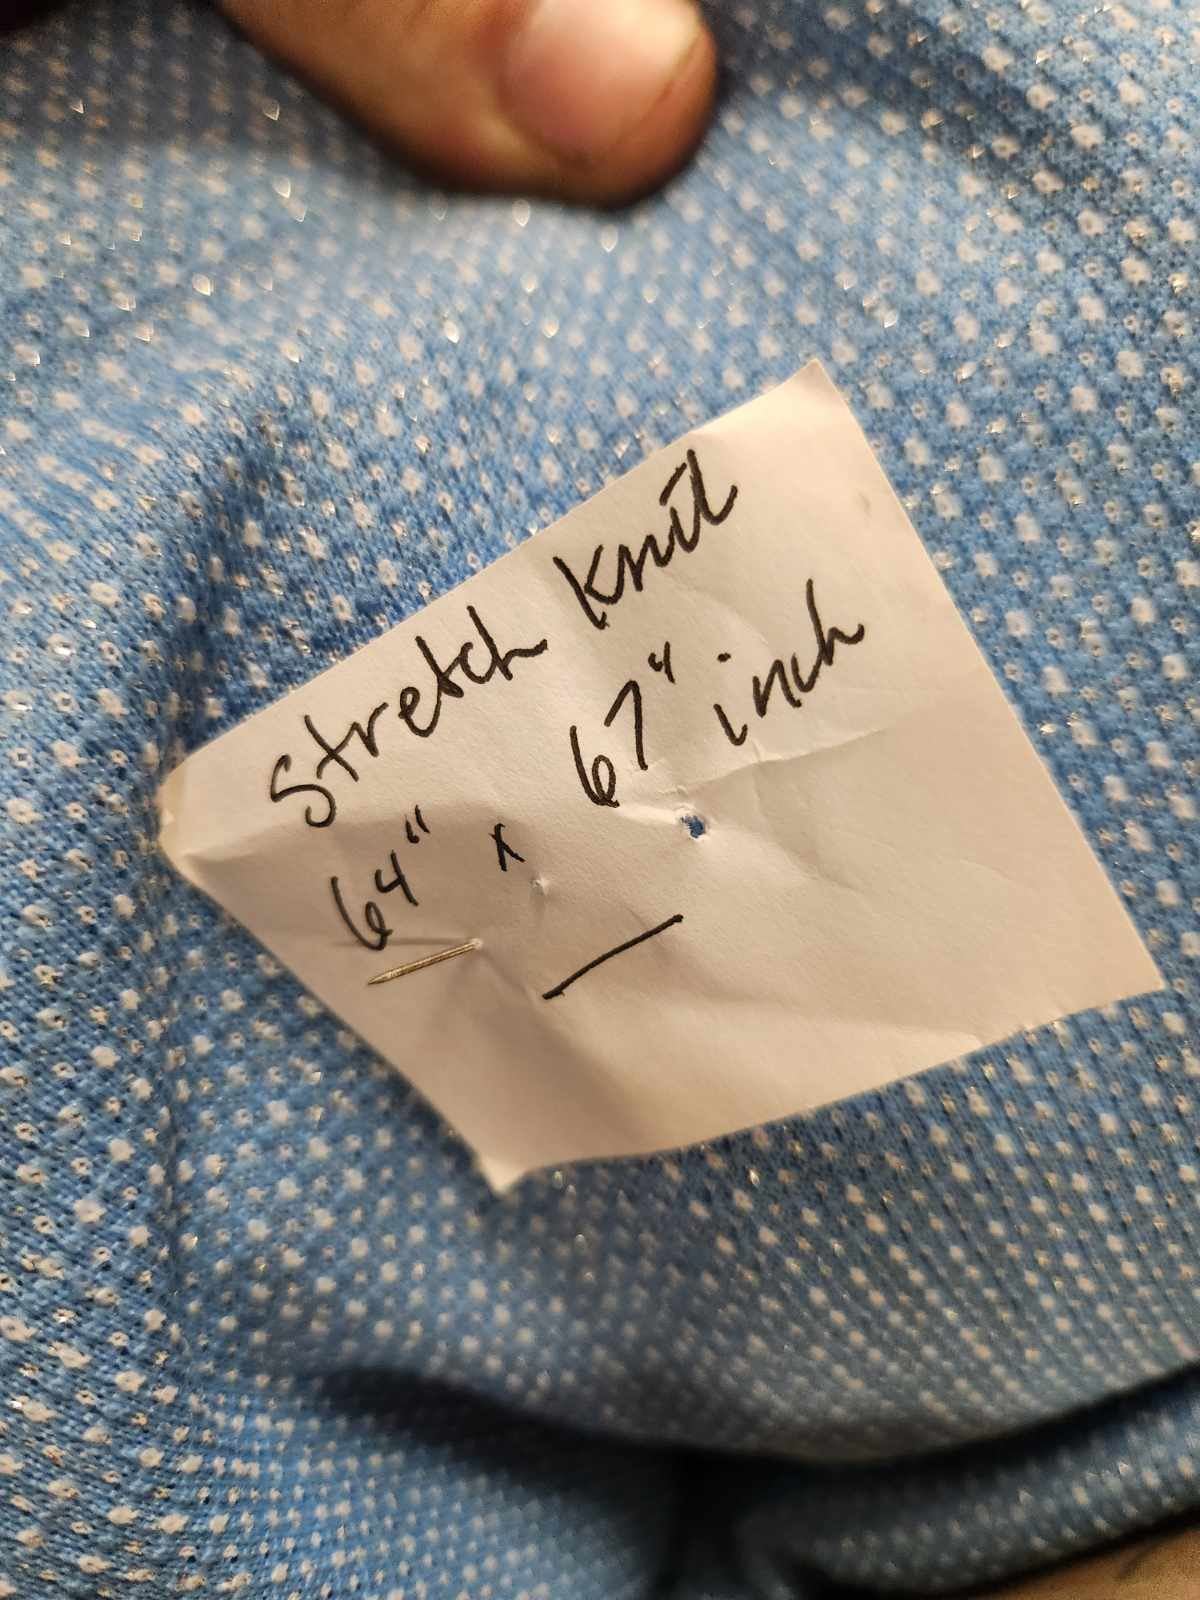 Stretch Knit
64" x 67" inch